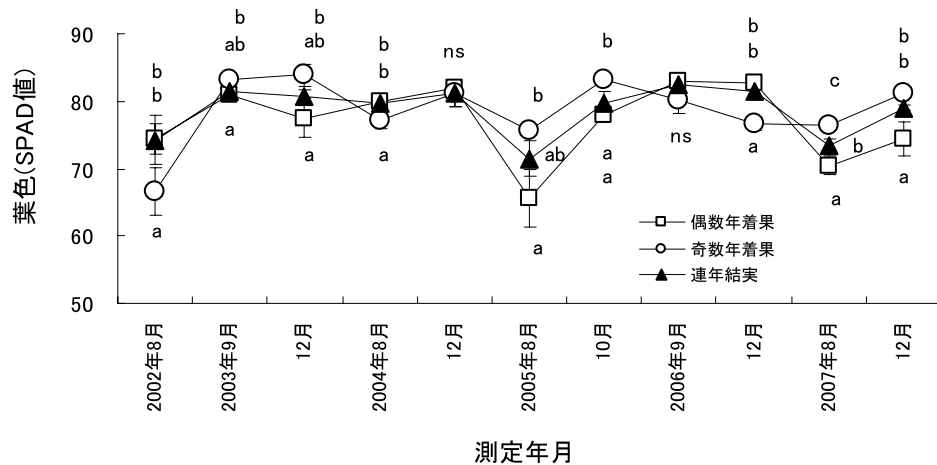 葉色(SPAD値)
90
80
70
60
50
b
b
a
b
ab
a
b
ab
a
b
b
a
ns
b
ab
a
b
a
a
ns
b
b
a
c
b
a
b
b
a
偶数年着果
奇数年着果
連年結実
2002年8月
2003年9月
12月
2004年8月
12月
2005年8月
10月
2006年9月
12月
2007年8月
12月
測定年月